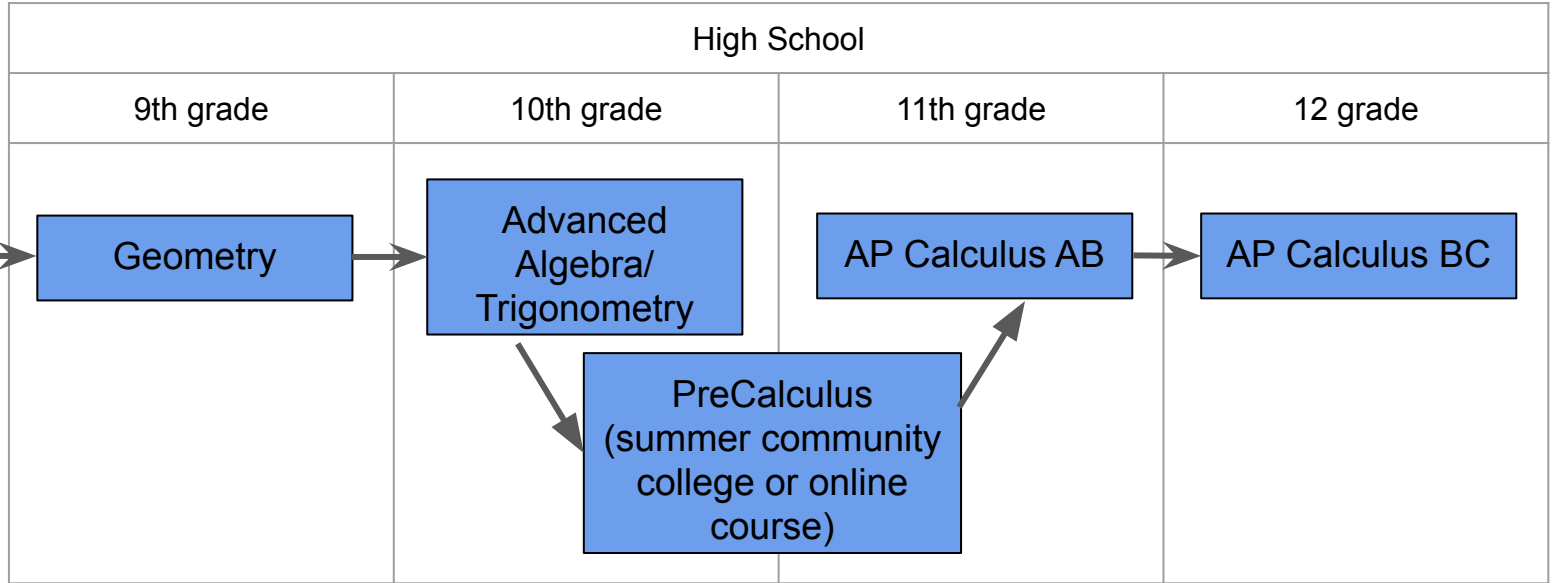 High School
9th grade
10th grade
11th grade
12 grade
Geometry
Advanced
Algebra/
Trigonometry
AP Calculus AB
AP Calculus BC
PreCalculus
(summer community
college or online
course)